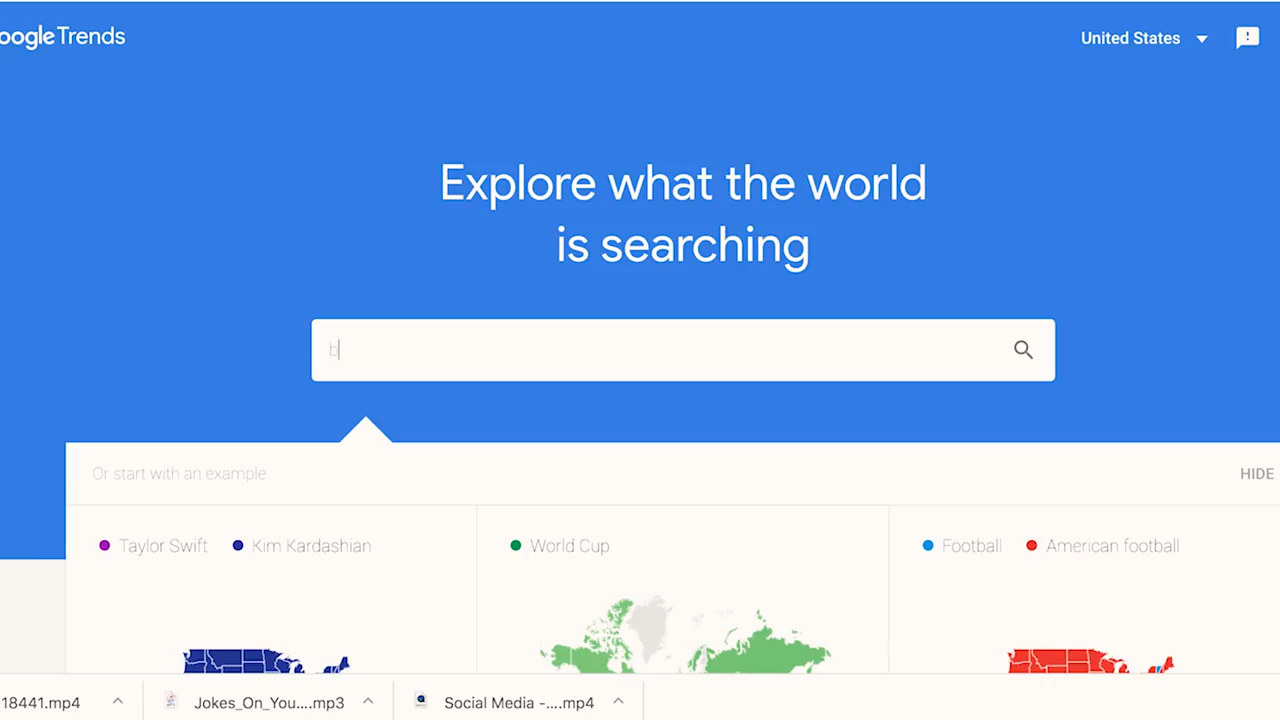 oogle Trends
United States
Explore what the world
is searching
b
Or start with an example
HIDE
Taylor Swift Kim Kardashian
World Cup
Football American football
18441.mp4
Jokes_On_You....mp3
Social Media -....mp4